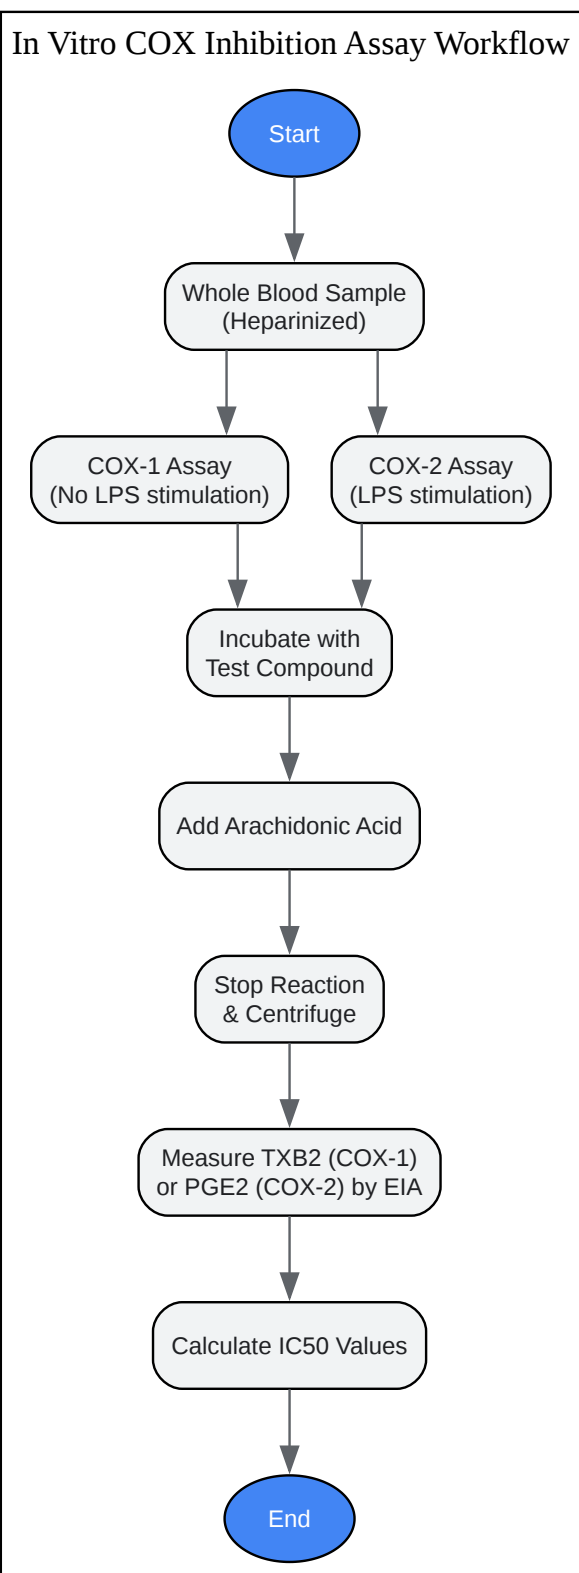 In Vitro COX Inhibition Assay Workflow
Start
Whole Blood Sample
(Heparinized)
COX-1 Assay
(No LPS stimulation)
COX-2 Assay
(LPS stimulation)
Incubate with
Test Compound
Add Arachidonic Acid
Stop Reaction
& Centrifuge
Measure TXB2 (COX-1)
or PGE2 (COX-2) by EIA
Calculate IC50 Values
End